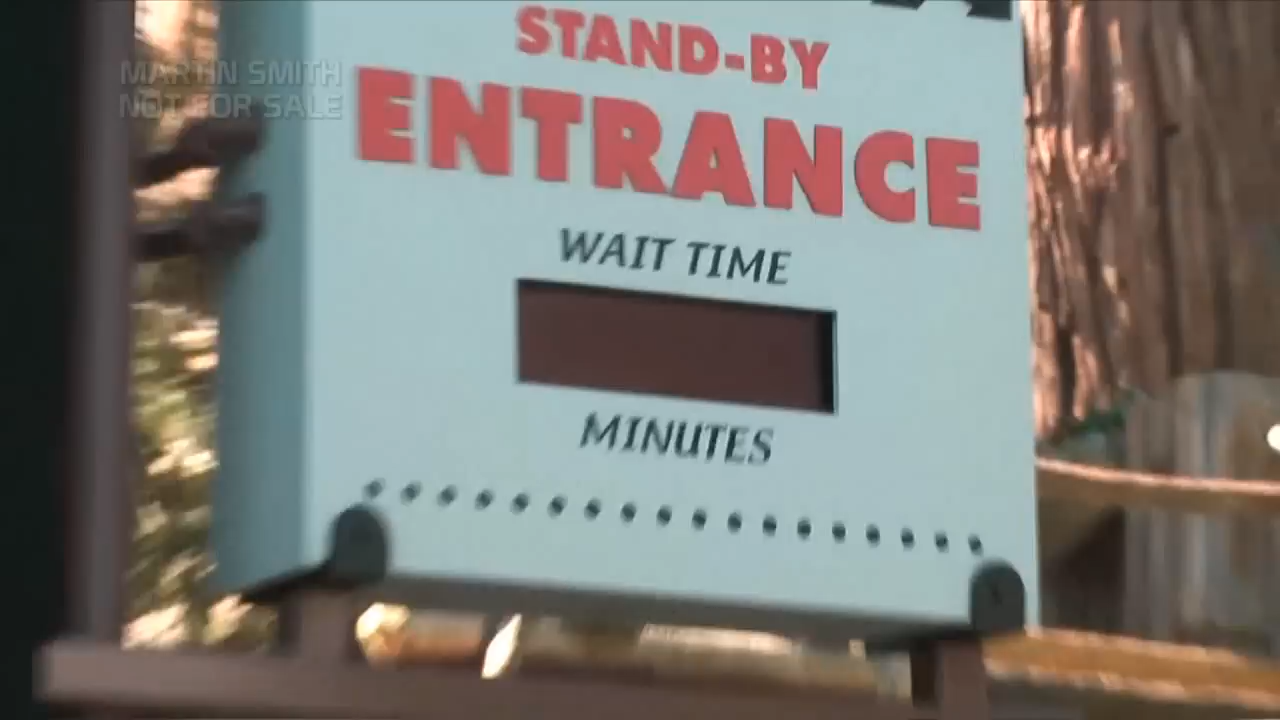 MARTIN SMITH
NOT FOR SALE
STAND-BY
ENTRANCE
WAIT TIME
MINUTES